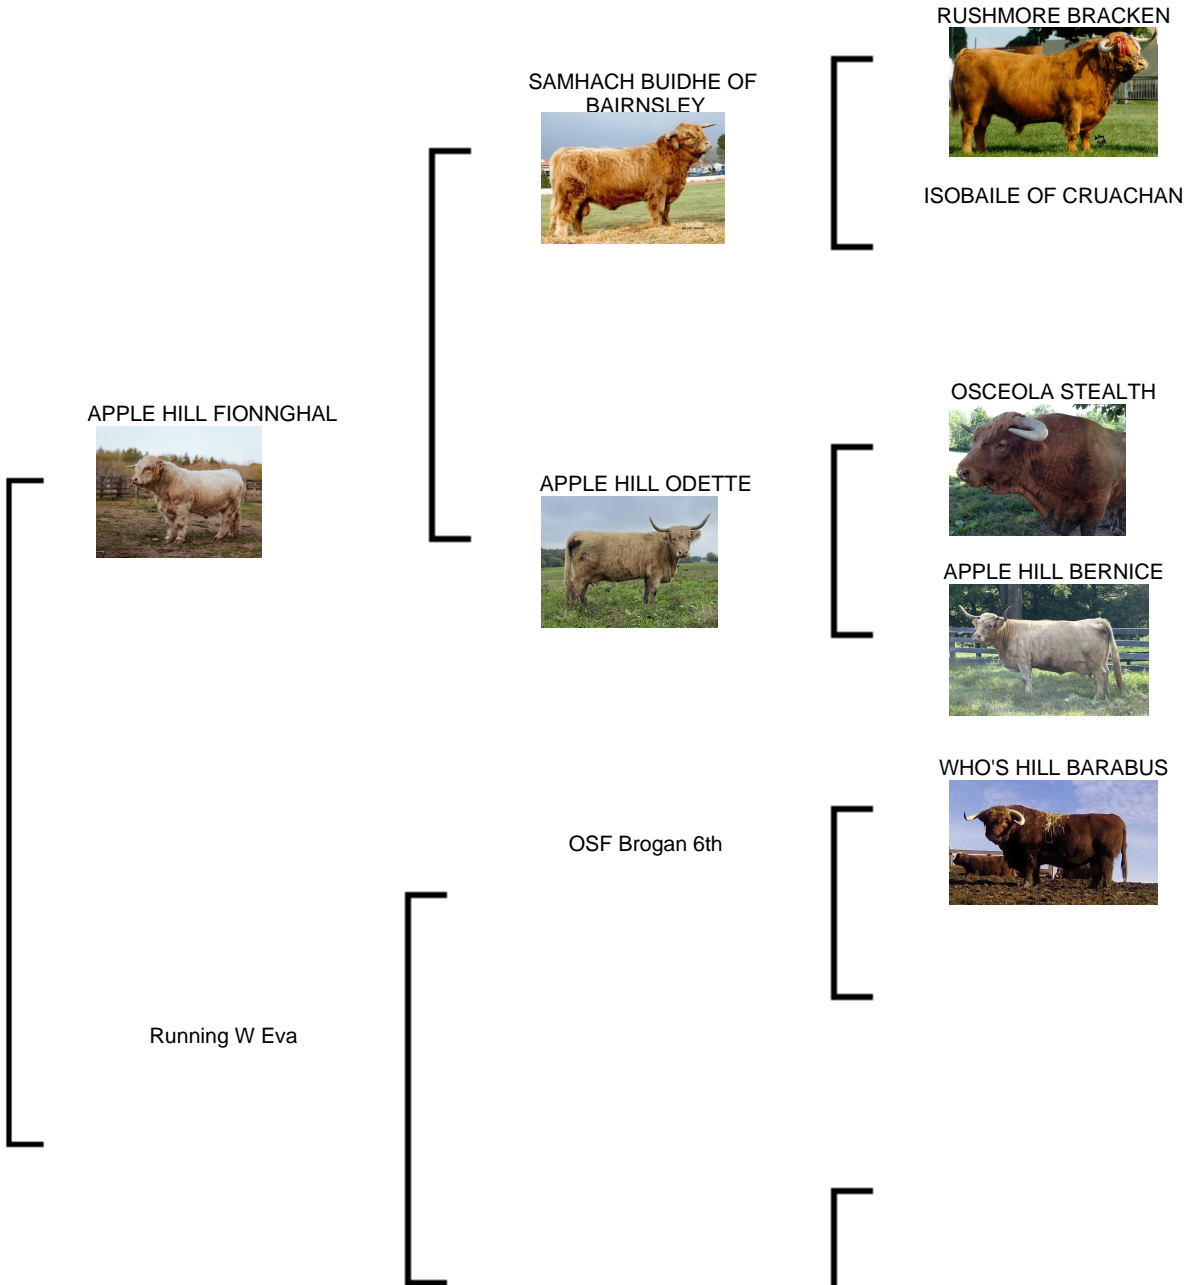 RUSHMORE BRACKEN
SAMHACH BUIDHE OF
BAIRNSLEY
ISOBAILE OF CRUACHAN
OSCEOLA STEALTH
APPLE HILL FIONNGHAL
APPLE HILL ODETTE
APPLE HILL BERNICE
WHO'S HILL BARABUS
OSF Brogan 6th
Running W Eva